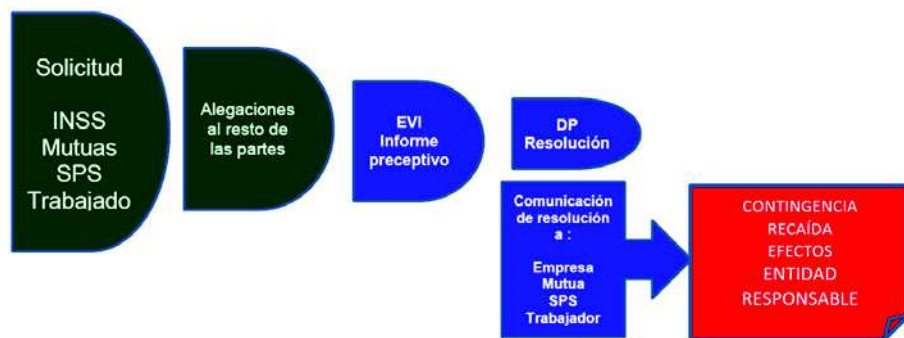 Solicitud
INSS
Mutuas
SPS
Trabajado
Alegaciones
al resto de
las partes
EVI
Informe
preceptivo
DP
Resolución
Comunicación
de resolución
a :
Empresa
Mutua
SPS
Trabajador
CONTINGENCIA
RECAÍDA
EFECTOS
ENTIDAD
RESPONSABLE